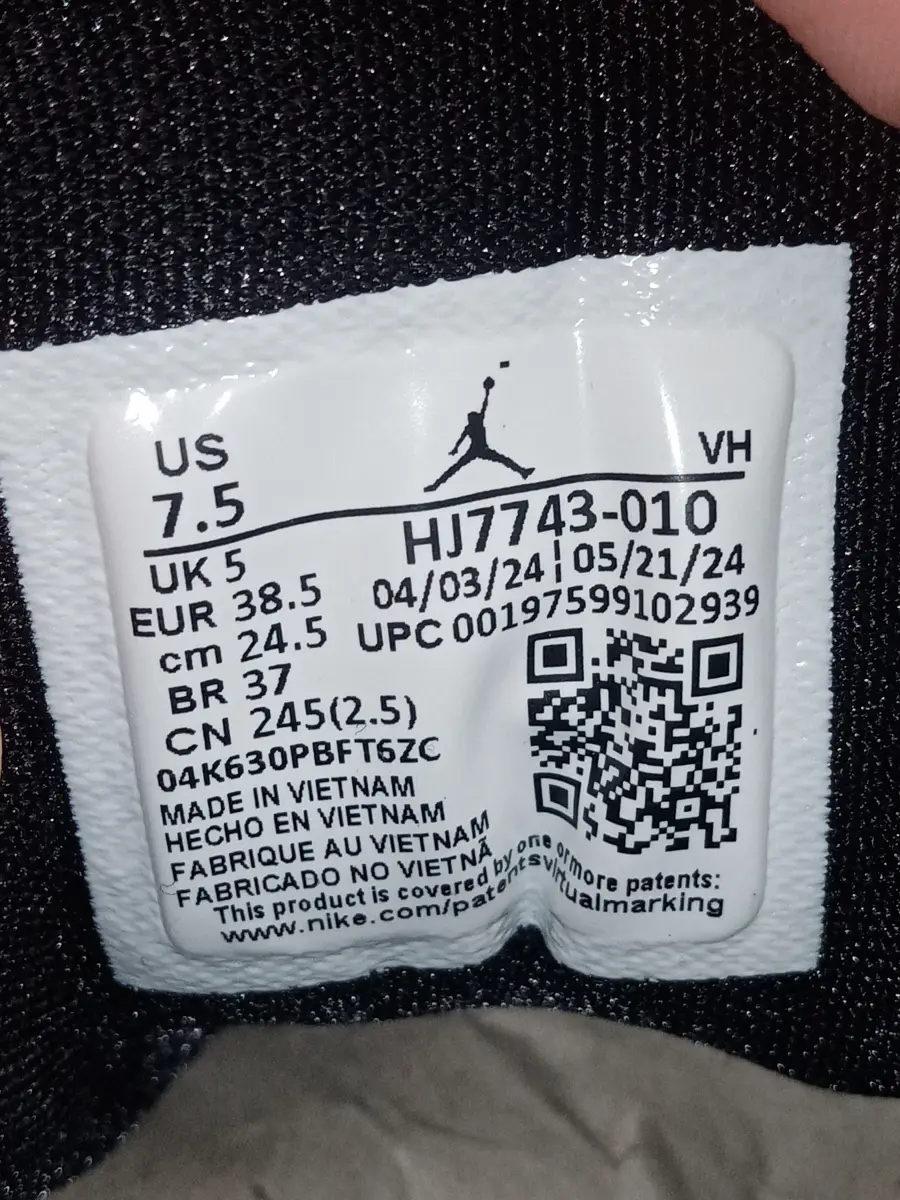 US
VH
7.5
HJ7743-010
UK 5
04/03/24 | 05/21/24
EUR 38.5
UPC 00197599102939
cm 24.5
BR 37
CN 245(2.5)
04K630PBFT6ZC
MADE IN VIETNAM
HECHO EN VIETNAM
FABRIQUE AU VIETNAM
FABRICADO NO VIETNÃ
This product is covered by one or more patents:
www.nike.com/patentsvirtualmarking